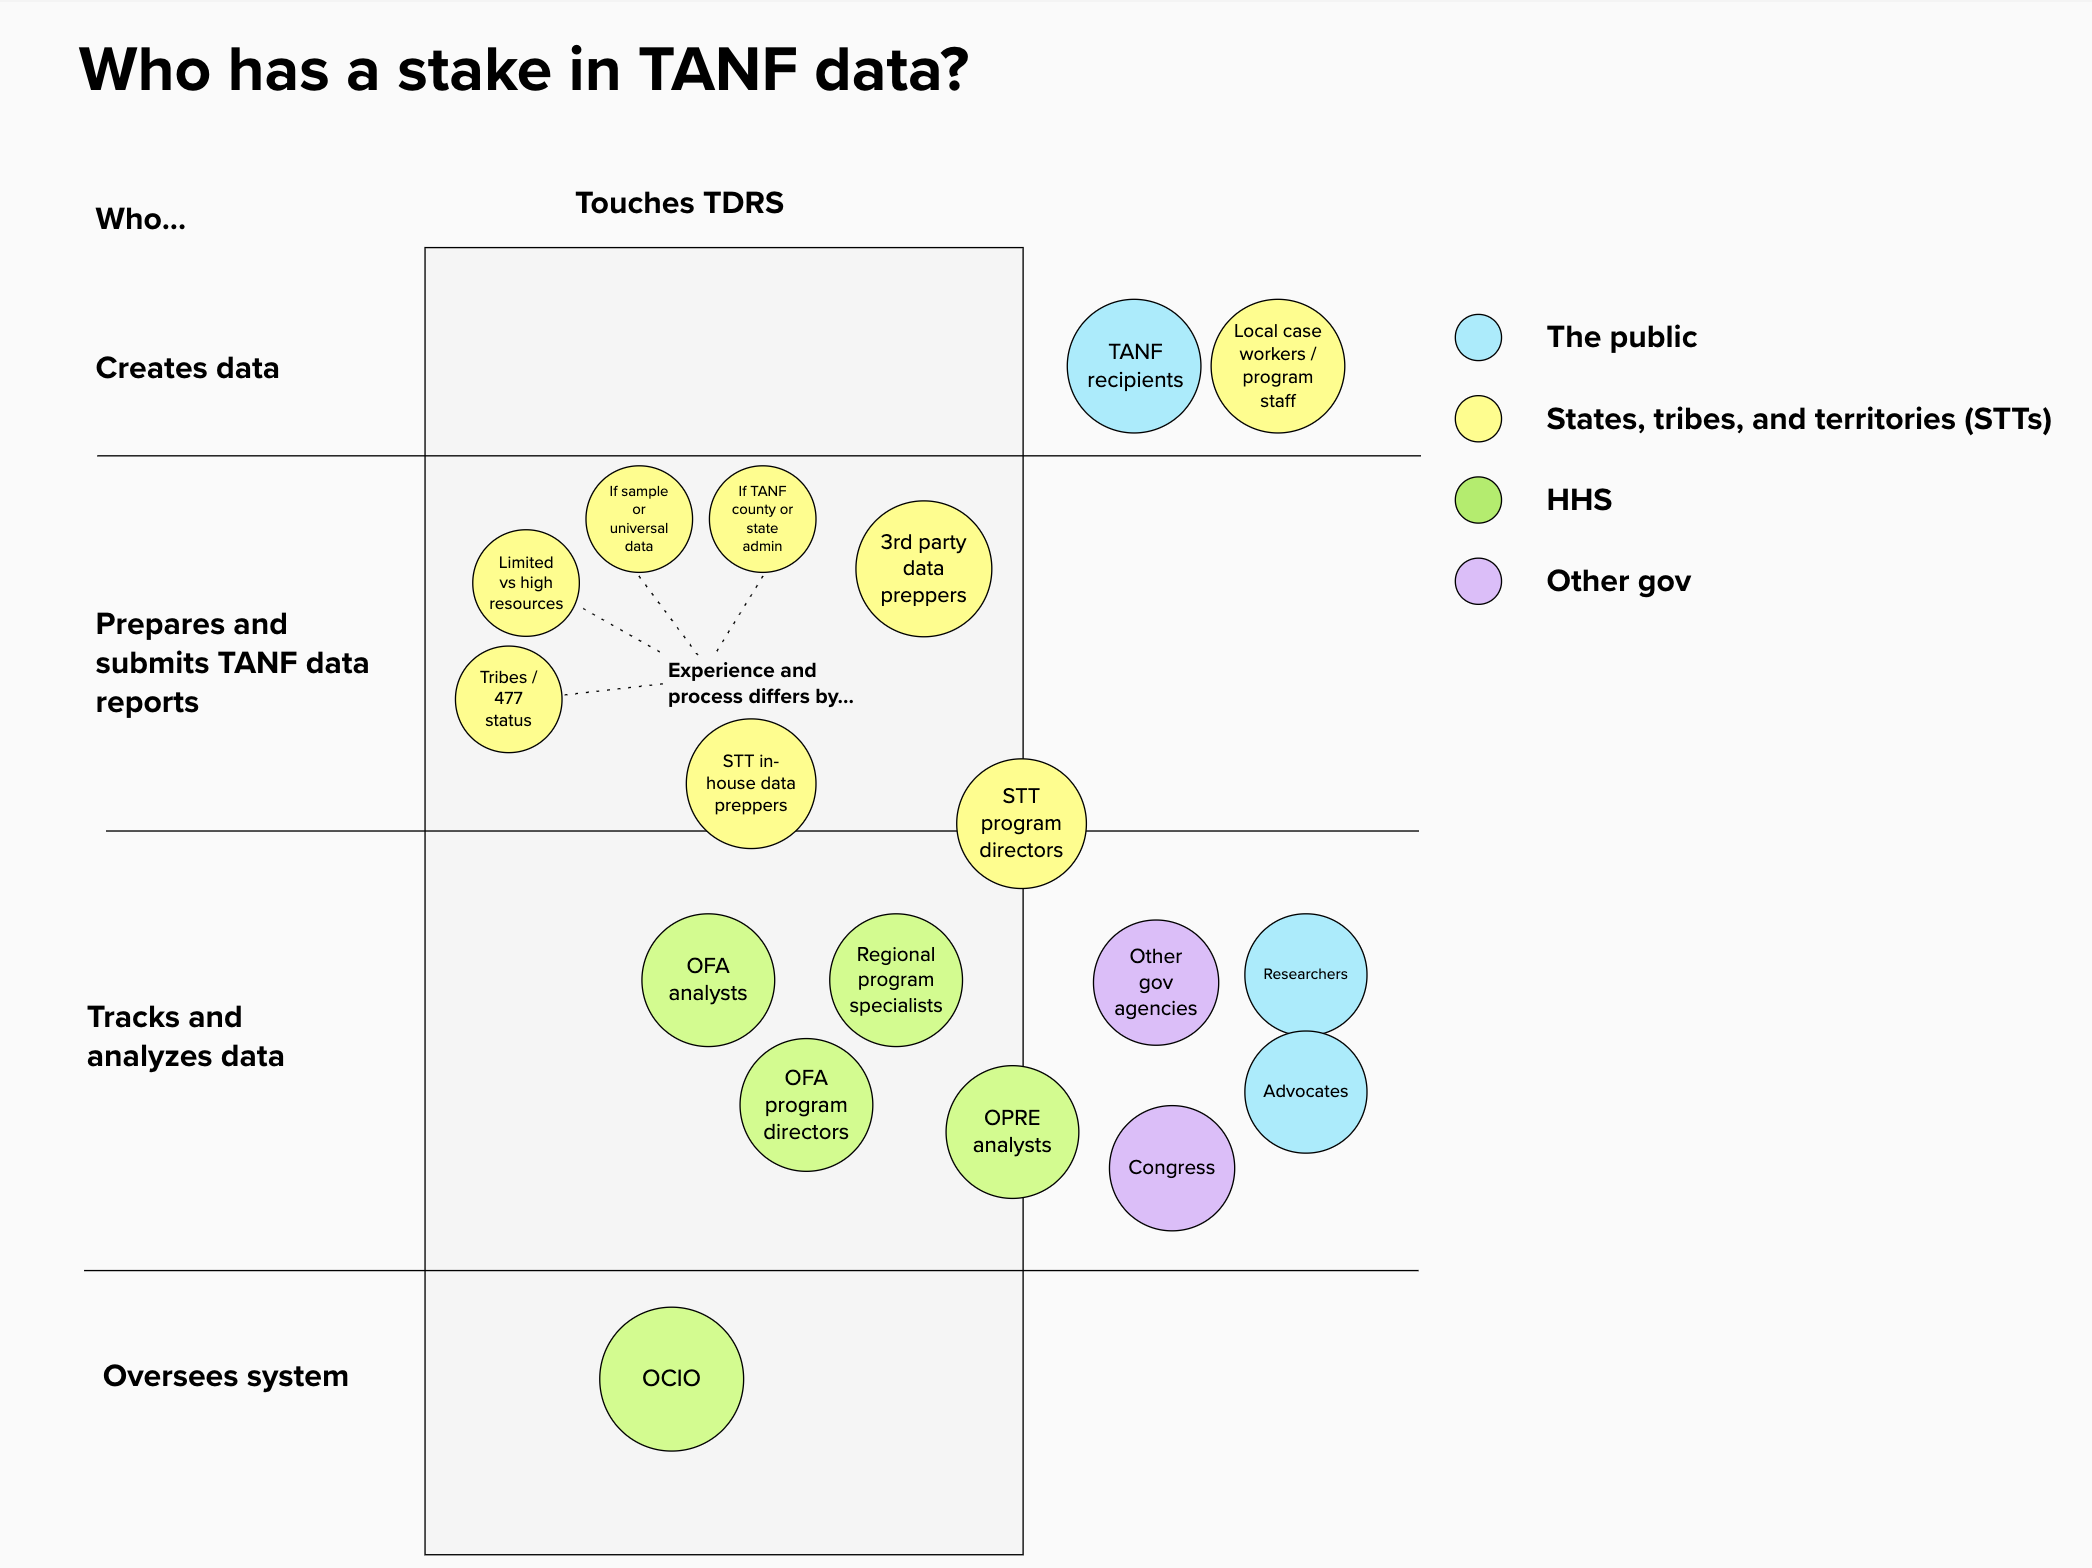 Who has a stake in TANF data?
Who...
Touches TDRS
Creates data
TANF
recipients
Local case
workers /
program
staff
The public
States, tribes, and territories (STTs)
HHS
Other gov
Prepares and
submits TANF data
reports
If sample
or
universal
data
If TANF
county or
state
admin
Limited
vs high
resources
Tribes /
477
status
Experience and
process differs by...
3rd party
data
preppers
STT in-
house data
preppers
STT
program
directors
Tracks and
analyzes data
OFA
analysts
Regional
program
specialists
OFA
program
directors
OPRE
analysts
Other
gov
agencies
Researchers
Advocates
Congress
Oversees system
OCIO